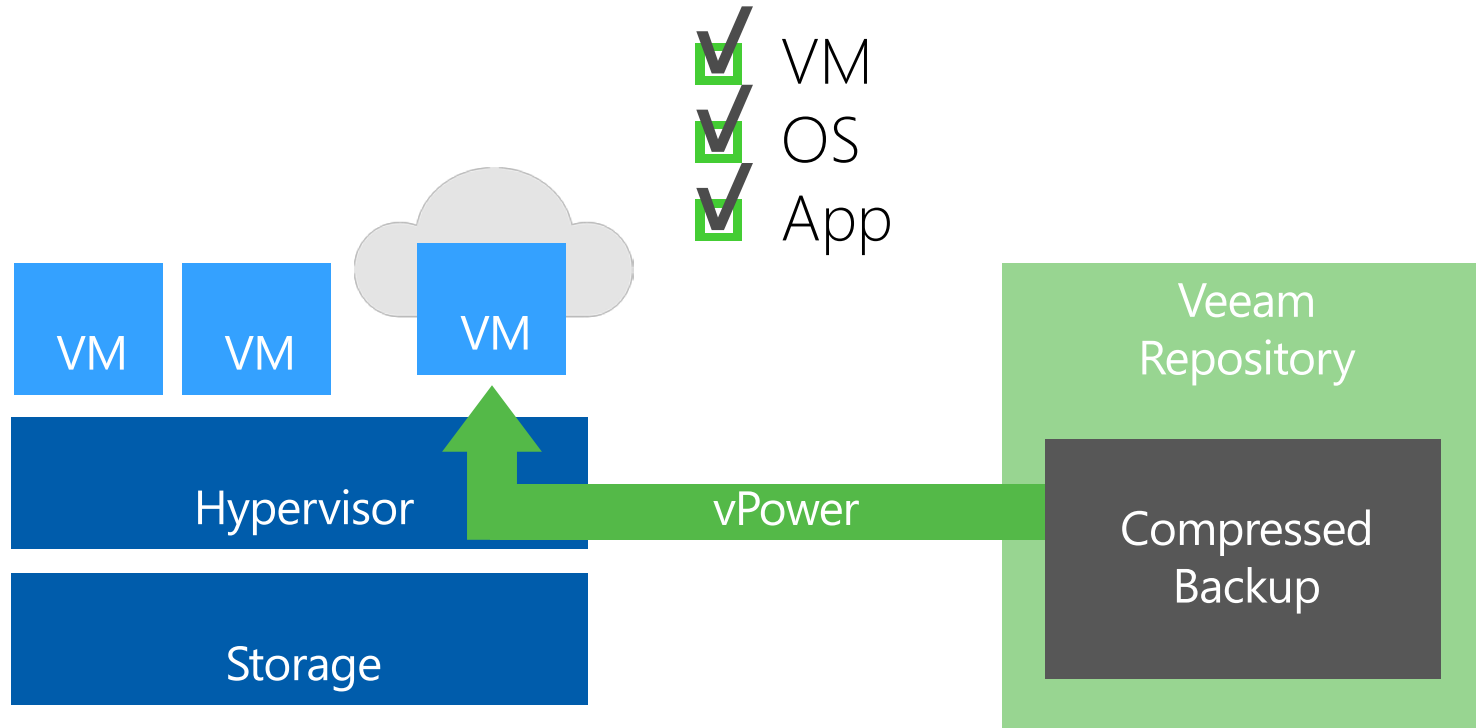 VM
OS
App
VM
VM
VM
Hypervisor
Storage
vPower
Veeam
Repository
Compressed
Backup